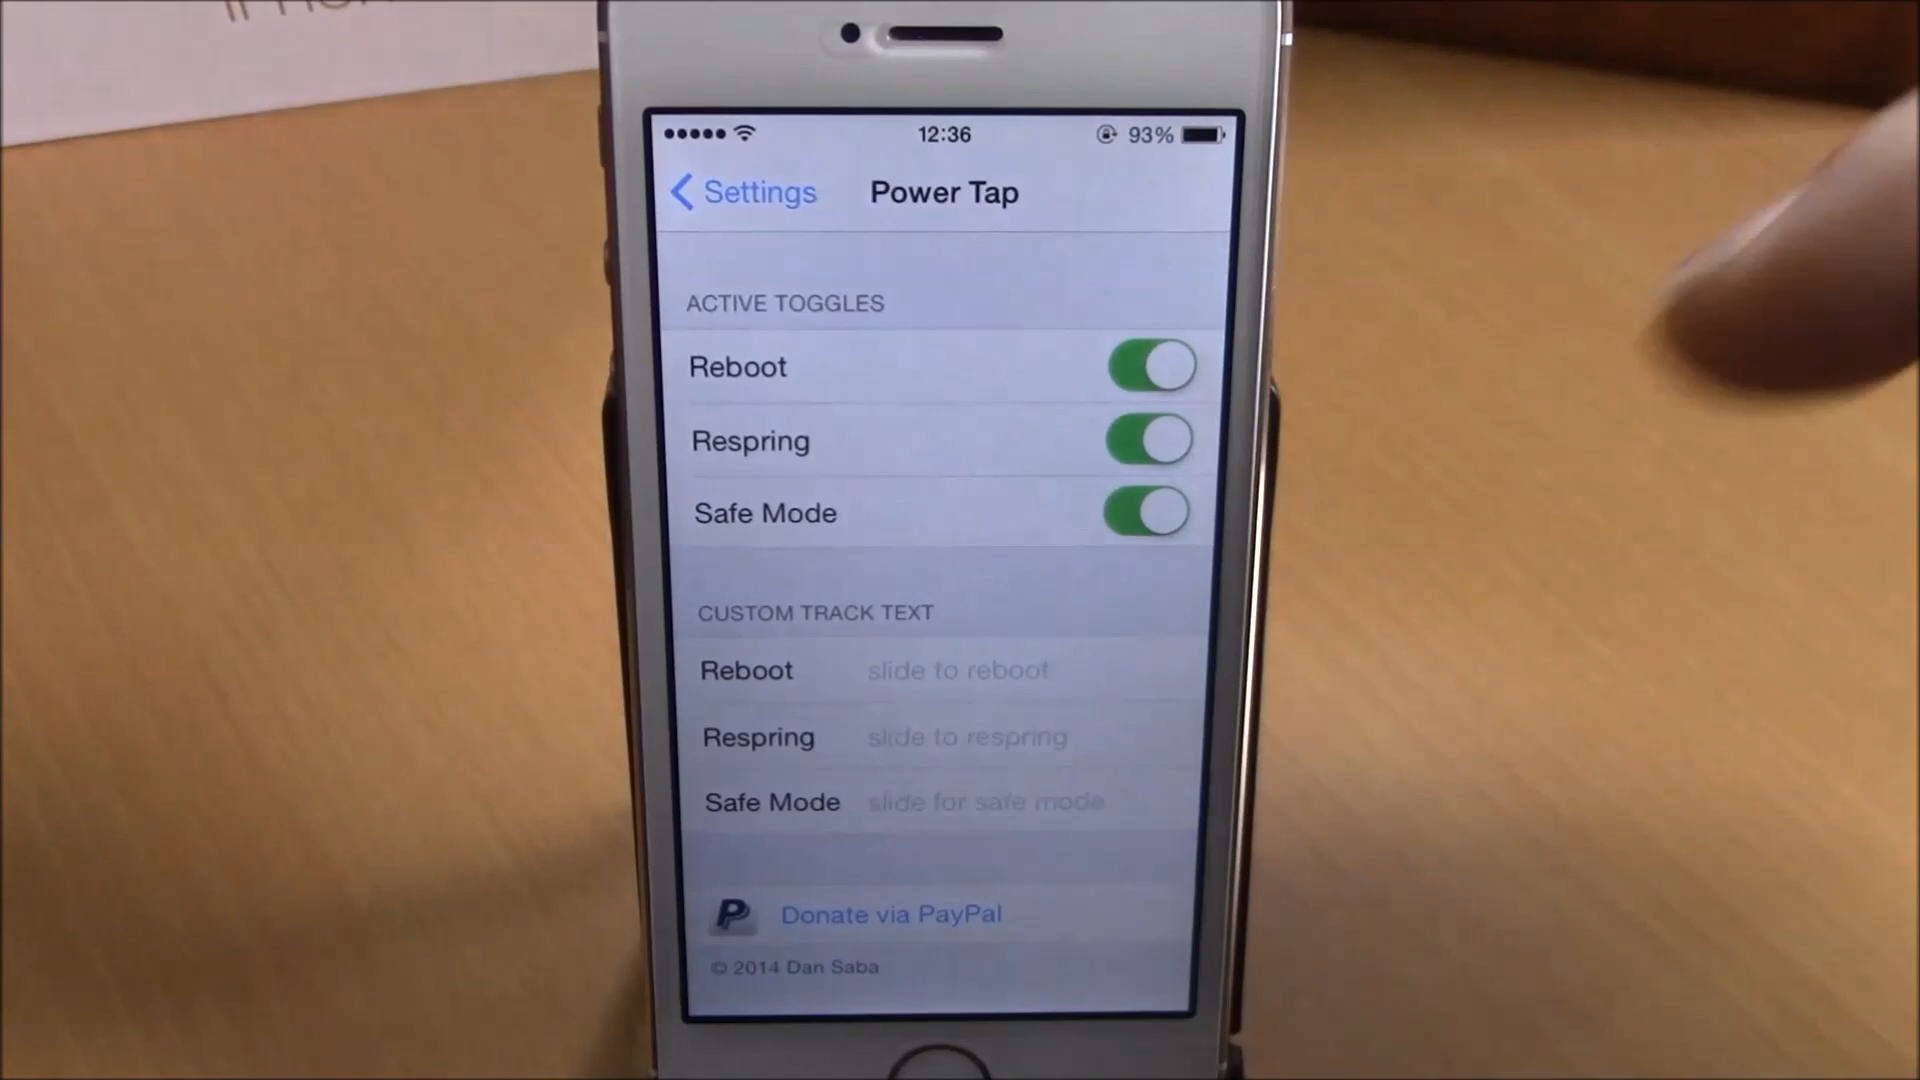 12:36
93%
Settings
Power Tap
ACTIVE TOGGLES
Reboot
Respring
Safe Mode
CUSTOM TRACK TEXT
Reboot slide to reboot
Respring slide to respring
Safe Mode slide for safe mode
Donate via PayPal
© 2014 Dan Saba